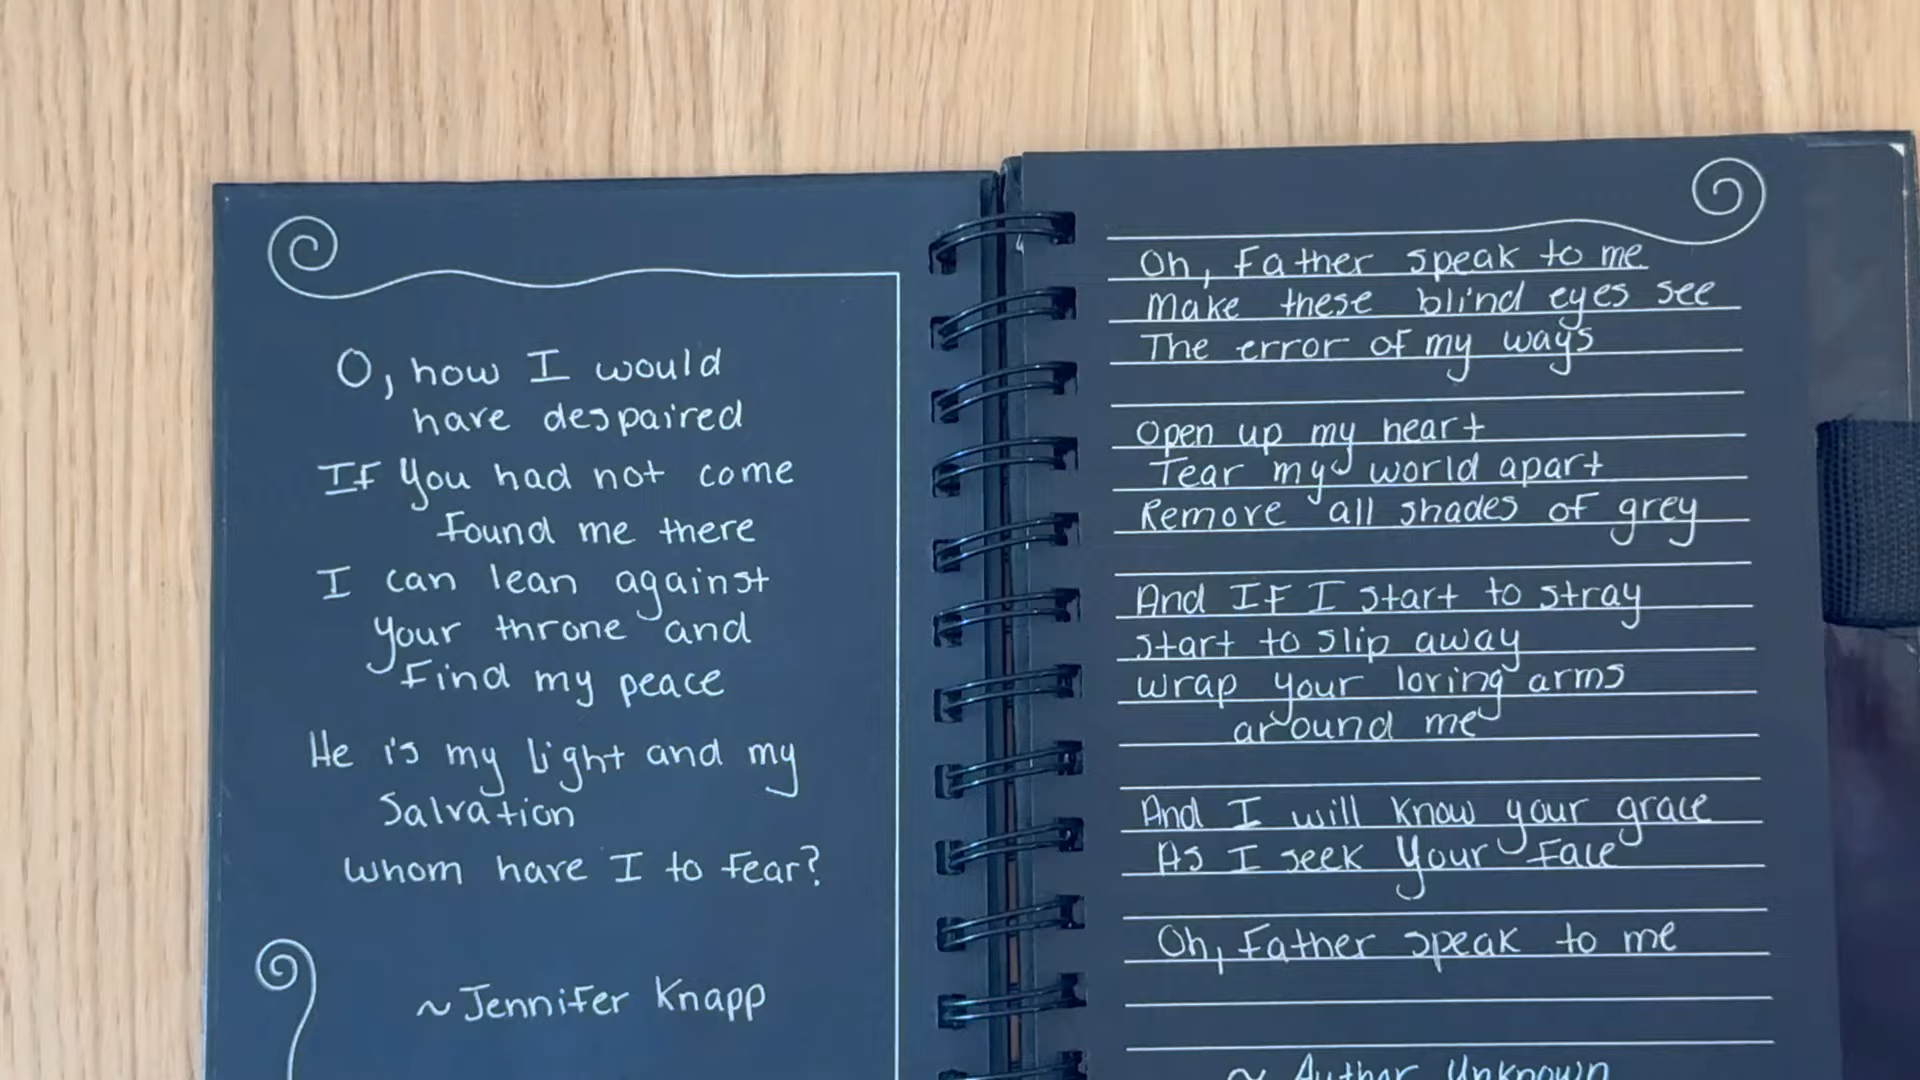 O, how I would
have despaired
If You had not come
found me there
I can lean against
your throne and
Find my peace
He is my Light and my
Salvation
whom have I to fear?
~Jennifer Knapp
Oh, Father speak to me
Make these blind eyes see
The error of my ways
Open up my heart
Tear my world apart
Remove all shades of grey
And If I start to stray
start to slip away
wrap your loving arms
around me
And I will know your grace
As I seek Your Face
Oh, Father speak to me
~ Author Unknown